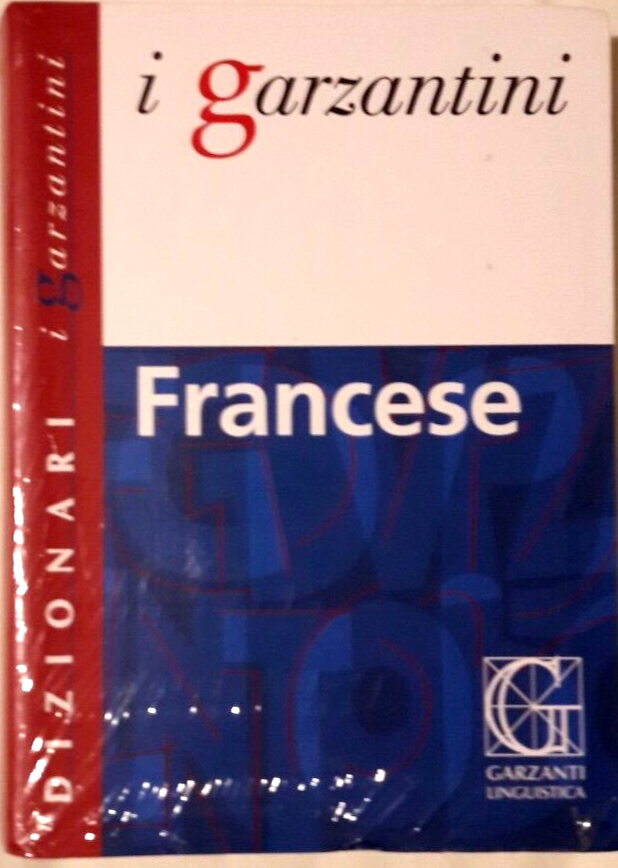 i garzantini
DIZIONARI i garzantini
Francese
G
GARZANTI
LINGUISTICA